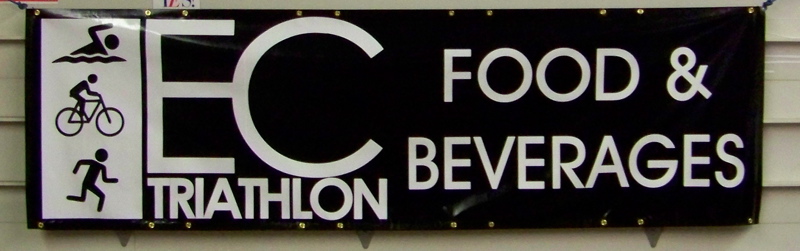 EC
TRIATHLON
FOOD &
BEVERAGES